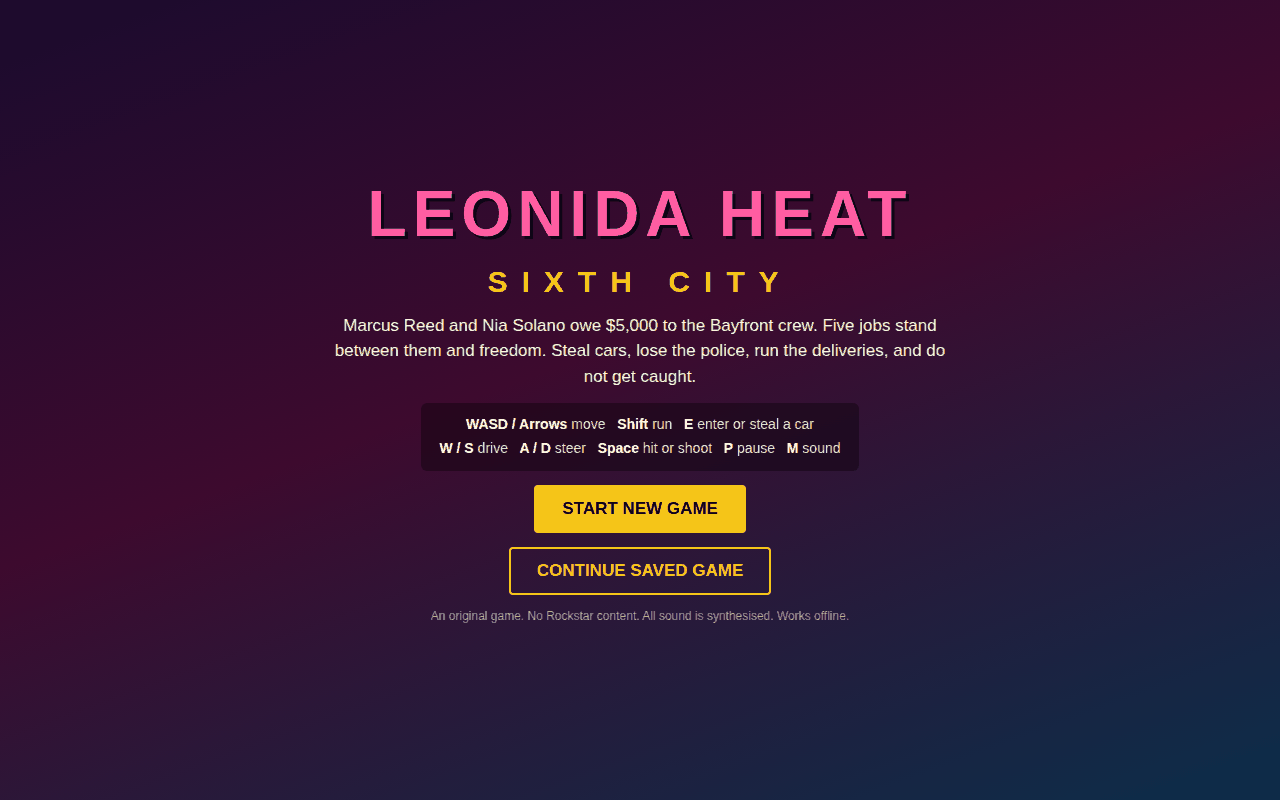 LEONIDA HEAT
SIXTH CITY
Marcus Reed and Nia Solano owe $5,000 to the Bayfront crew. Five jobs stand
between them and freedom. Steal cars, lose the police, run the deliveries, and do
not get caught.
WASD / Arrows move Shift run E enter or steal a car
W / S drive A / D steer Space hit or shoot P pause M sound
START NEW GAME
CONTINUE SAVED GAME
An original game. No Rockstar content. All sound is synthesised. Works offline.